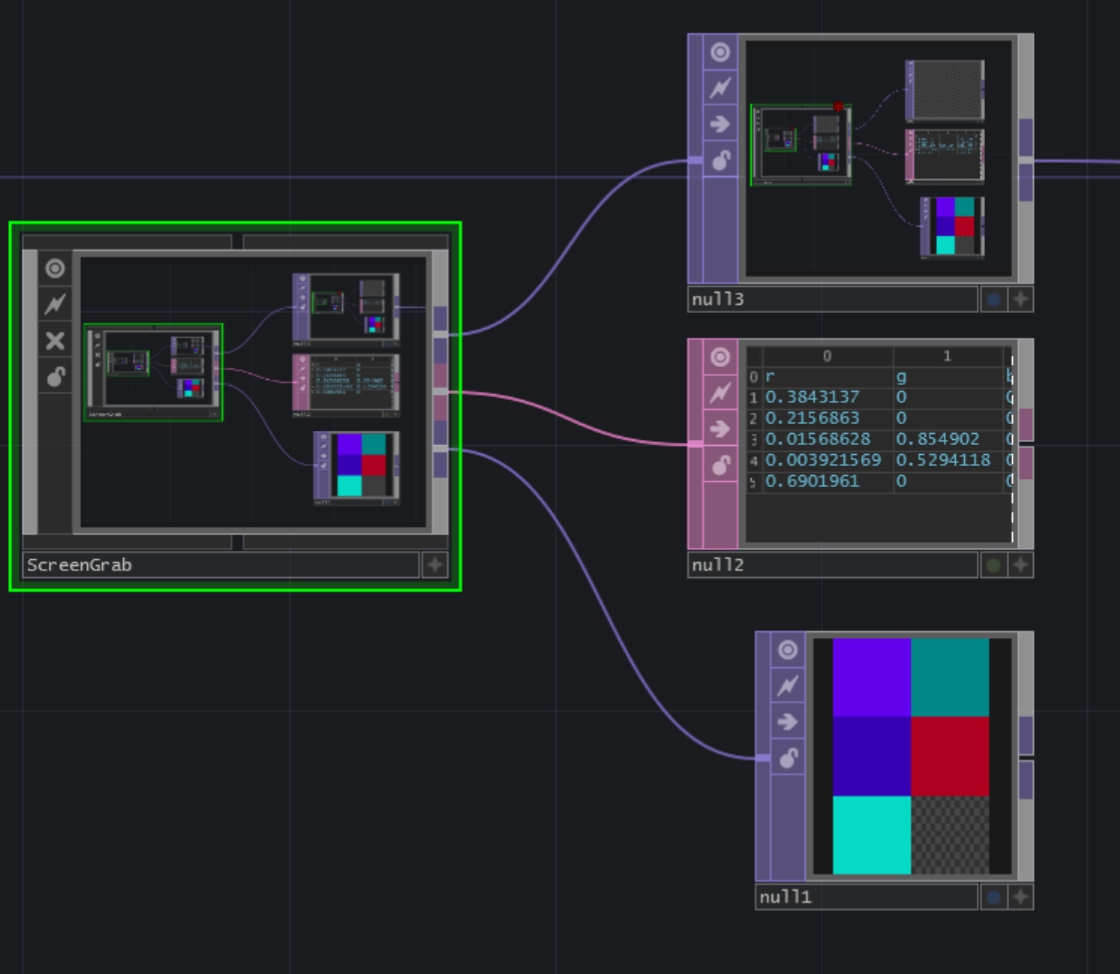 null3
0 1
0 r g
1 0.3843137 0
2 0.2156863 0
3 0.01568628 0.854902
4 0.003921569 0.5294118
5 0.6901961 0
ScreenGrab
null2
null1